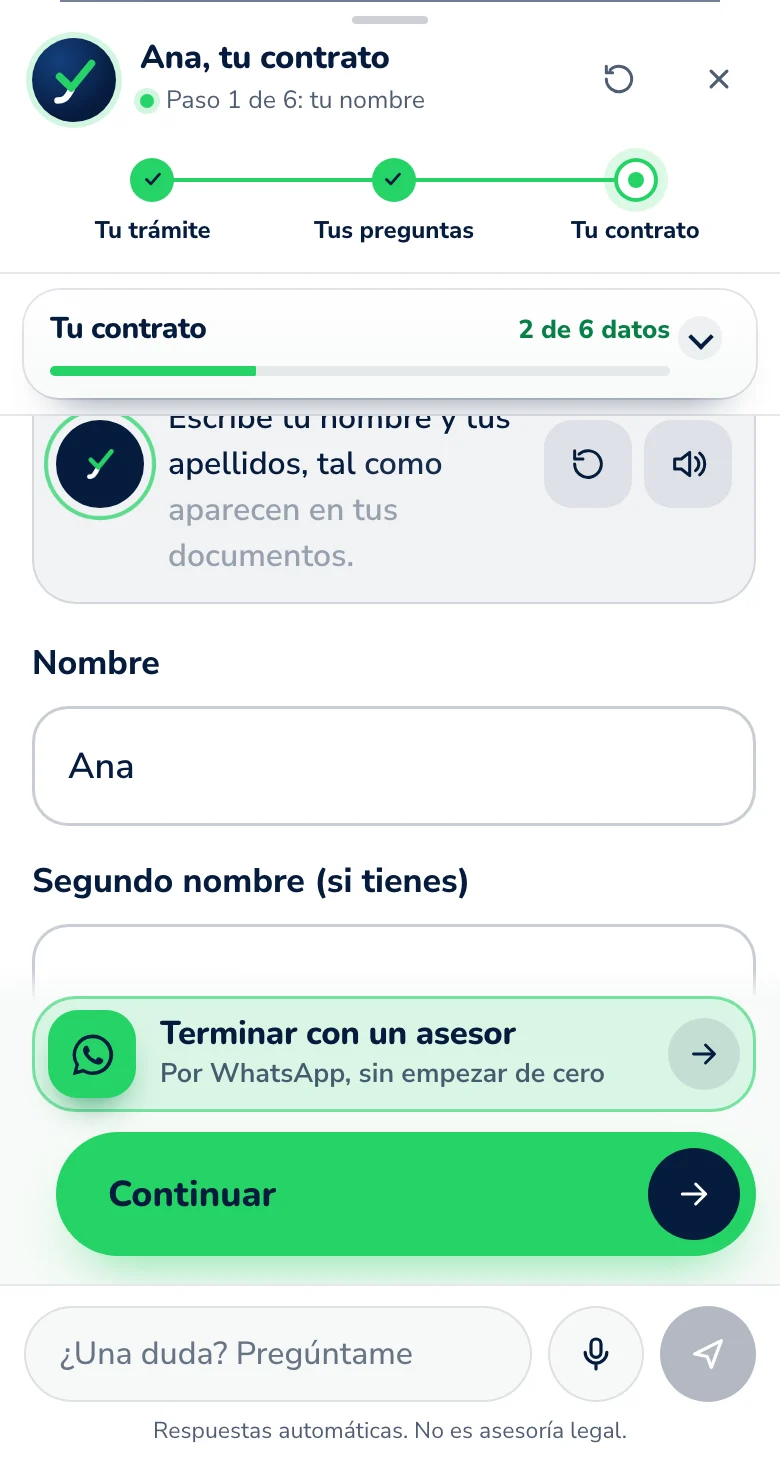 Ana, tu contrato
Paso 1 de 6: tu nombre
Tu trámite
Tus preguntas
Tu contrato
Tu contrato
2 de 6 datos
Escribe tu nombre y tus
apellidos, tal como
aparecen en tus
documentos.
Nombre
Ana
Segundo nombre (si tienes)
Terminar con un asesor
Por WhatsApp, sin empezar de cero
Continuar
¿Una duda? Pregúntame
Respuestas automáticas. No es asesoría legal.